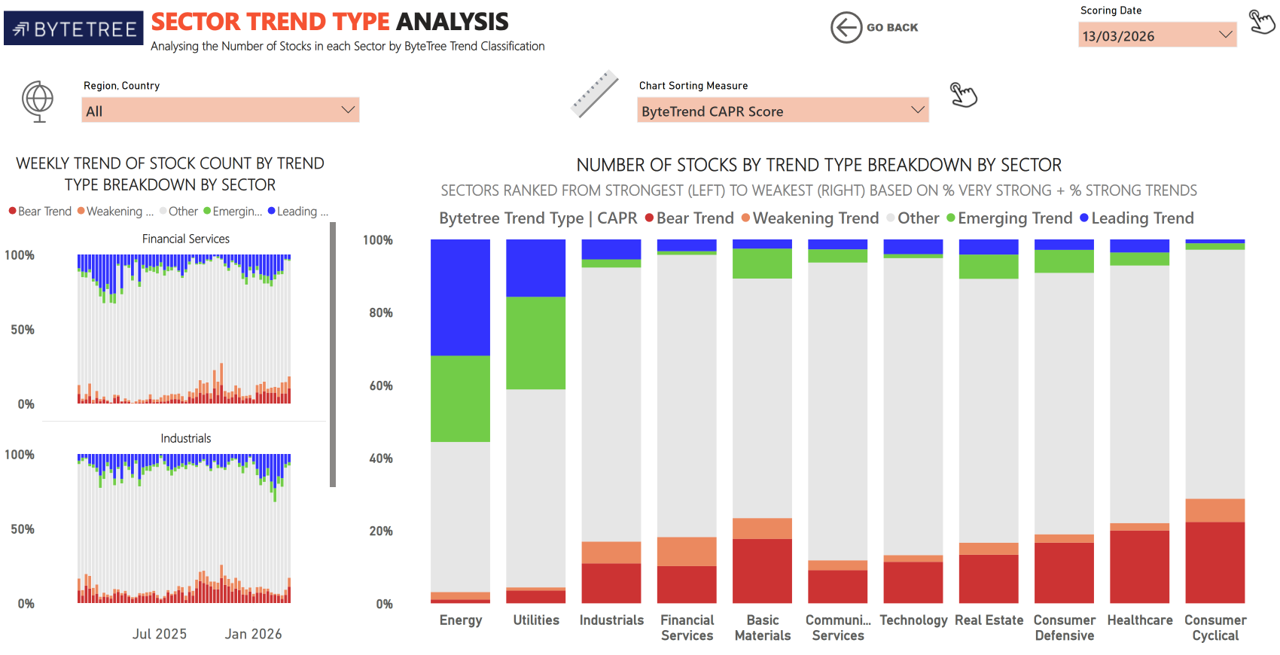 BYTETREE
SECTOR TREND TYPE ANALYSIS
Analysing the Number of Stocks in each Sector by ByteTree Trend Classification
GO BACK
Scoring Date
13/03/2026
Region, Country
All
Chart Sorting Measure
ByteTrend CAPR Score
WEEKLY TREND OF STOCK COUNT BY TREND
TYPE BREAKDOWN BY SECTOR
Bear Trend Weakening ... Other Emergin... Leading ...
Financial Services
100%
50%
0%
Industrials
100%
50%
0%
Jul 2025 Jan 2026
NUMBER OF STOCKS BY TREND TYPE BREAKDOWN BY SECTOR
SECTORS RANKED FROM STRONGEST (LEFT) TO WEAKEST (RIGHT) BASED ON % VERY STRONG + % STRONG TRENDS
Bytetree Trend Type | CAPR Bear Trend Weakening Trend Other Emerging Trend Leading Trend
100%
80%
60%
40%
20%
0%
Energy Utilities Industrials Financial Basic Communi... Technology Real Estate Consumer Healthcare Consumer
Services Materials Services Defensive Cyclical